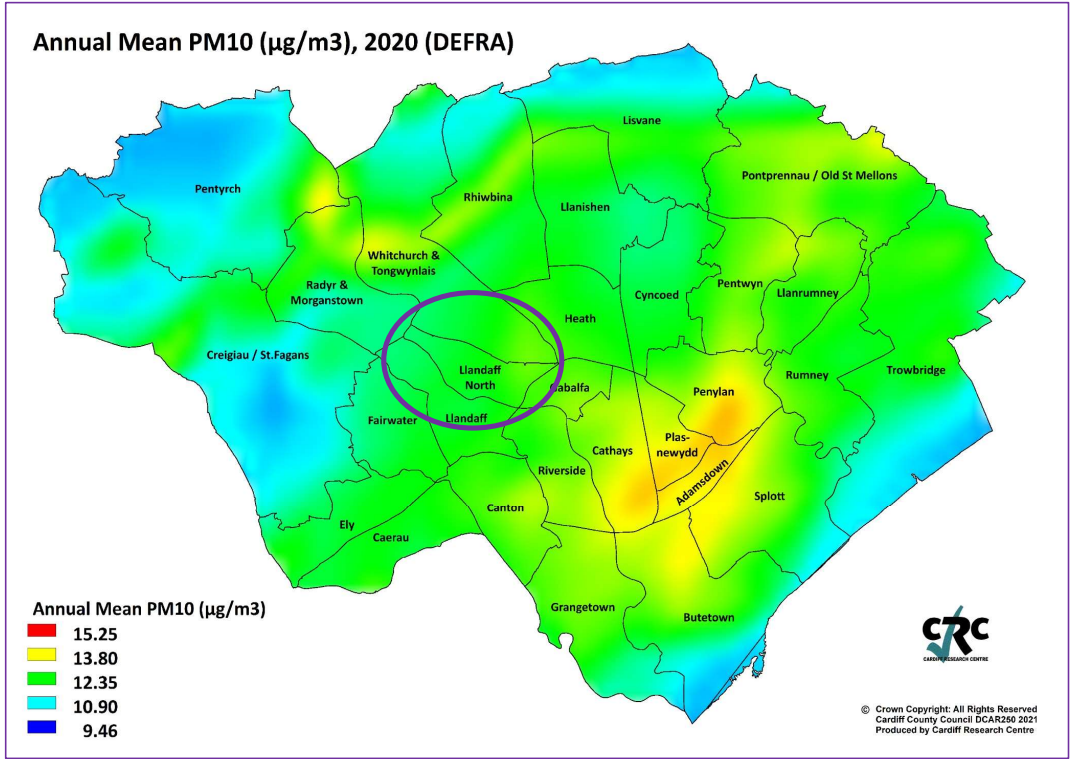 Annual Mean PM10 (µg/m3), 2020 (DEFRA)
Lisvane
Pontprennau / Old St Mellons
Pentyrch
Rhiwbina
Llanishen
Whitchurch &
Tongwynlais
Radyr &
Morganstown
Cyncoed
Pentwyn
Llanrumney
Heath
Creigiau / St.Fagans
Llandaff
North
Gabalfa
Penylan
Rumney
Trowbridge
Fairwater
Llandaff
Cathays
Plas-
newydd
Adamsdown
Riverside
Splott
Canton
Ely
Caerau
Grangetown
Butetown
Annual Mean PM10 (µg/m3)
15.25
13.80
12.35
10.90
9.46
CRC
CARDIFF RESEARCH CENTRE
© Crown Copyright: All Rights Reserved
Cardiff County Council DCAR260 2021
Produced by Cardiff Research Centre